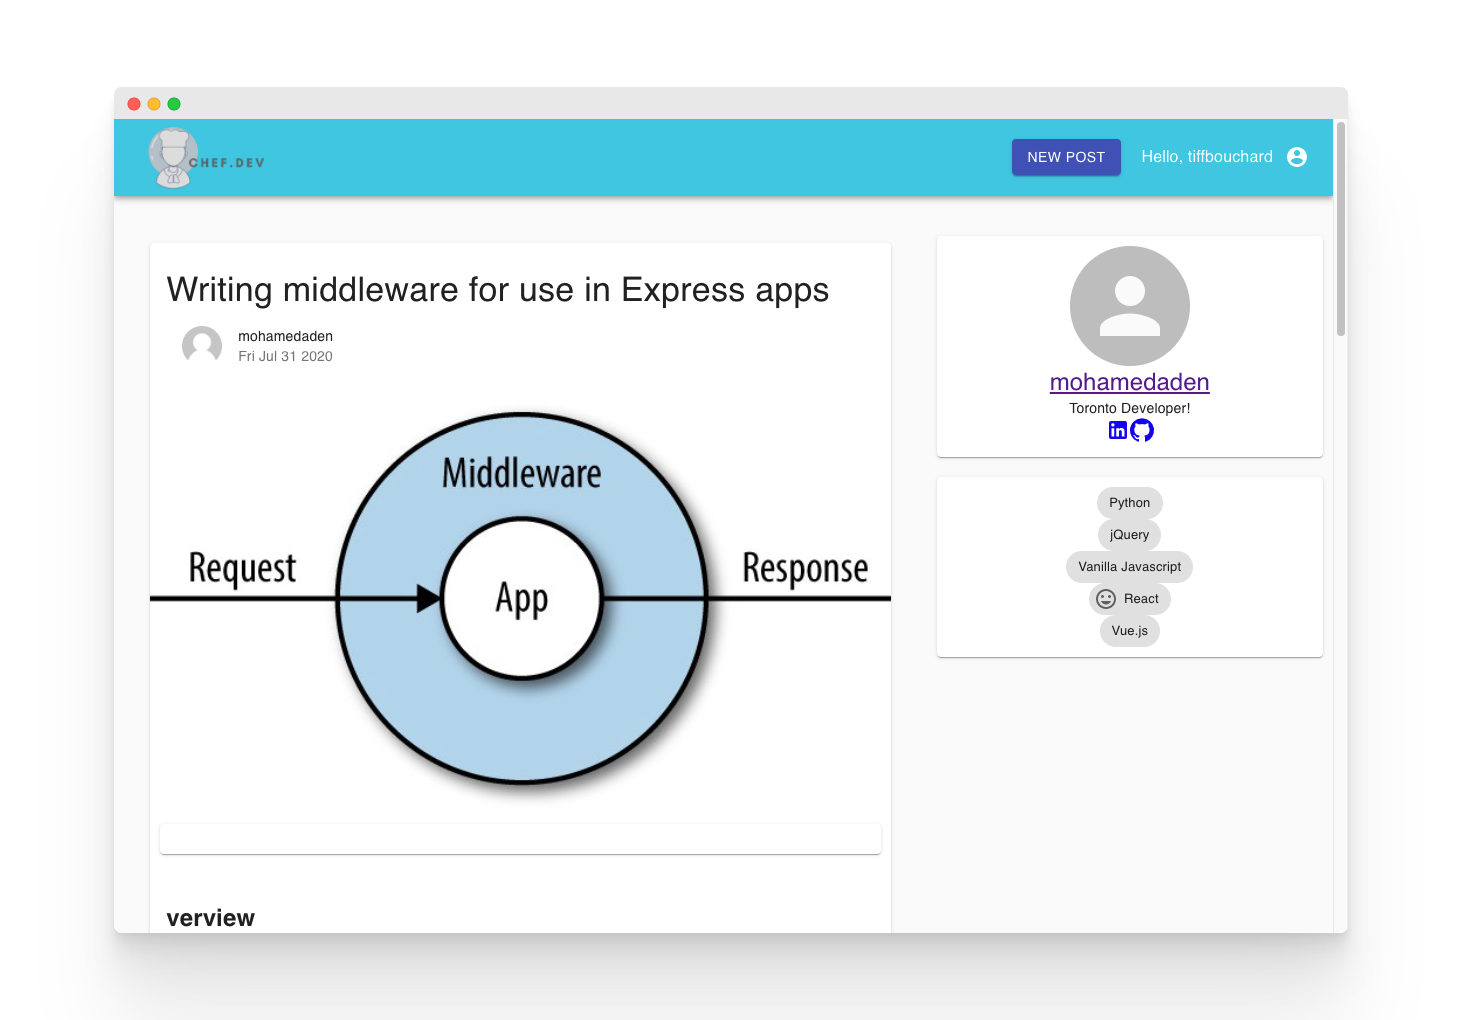 CHEF.DEV
NEW POST
Hello, tiffbouchard
Writing middleware for use in Express apps
mohamedaden
Fri Jul 31 2020
Middleware
Request
App
Response
verview
mohamedaden
Toronto Developer!
in
Python
jQuery
Vanilla Javascript
React
Vue.js